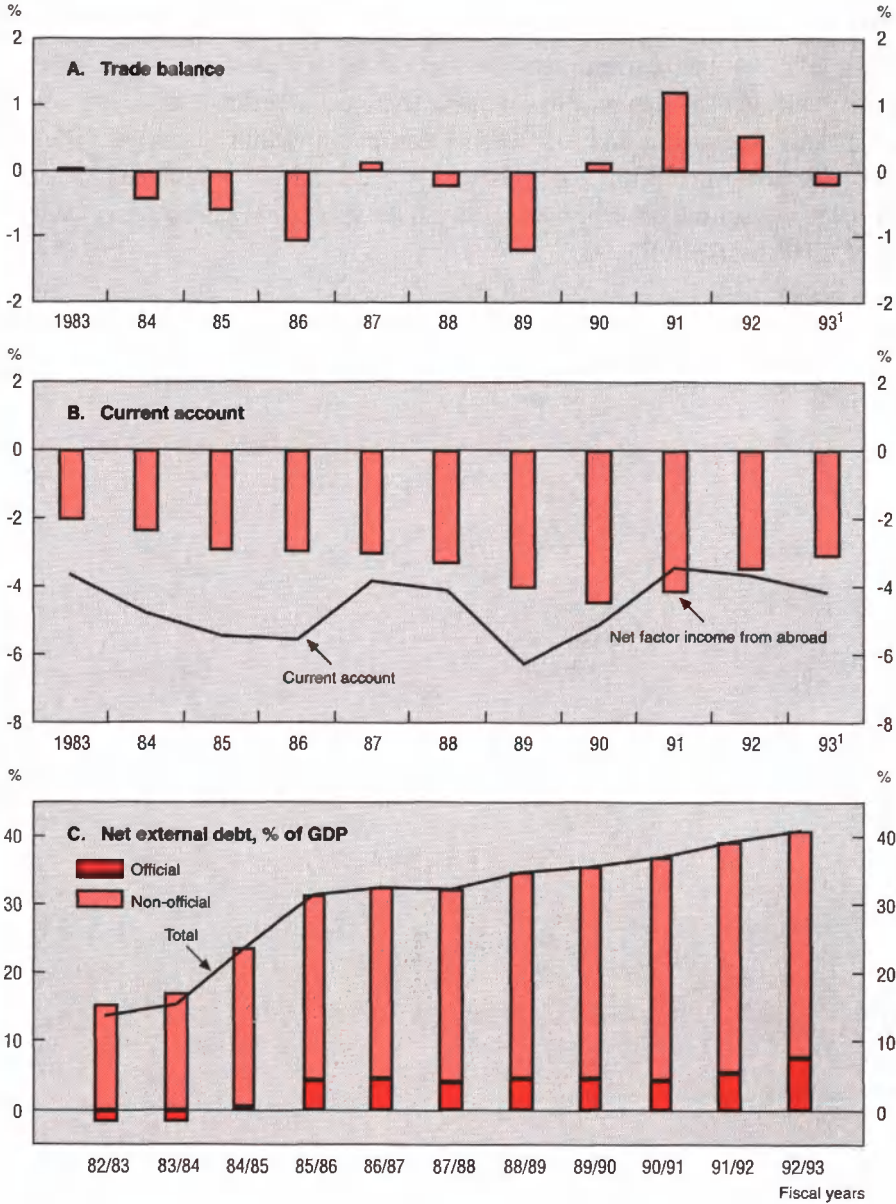 % %
A. Trade balance
2 2
1 1
0 0
-1 -1
-2 -2
1983 84 85 86 87 88 89 90 91 92 93¹
% %
2 2
B. Current account
0 0
-2 -2
-4 -4
Net factor income from abroad
-6 -6
Current account
-8 -8
1983 84 85 86 87 88 89 90 91 92 93¹
% %
C. Net external debt, % of GDP
40 40
Official
Non-official
30 30
Total
20 20
10 10
0 0
82/83 83/84 84/85 85/86 86/87 87/88 88/89 89/90 90/91 91/92 92/93
Fiscal years